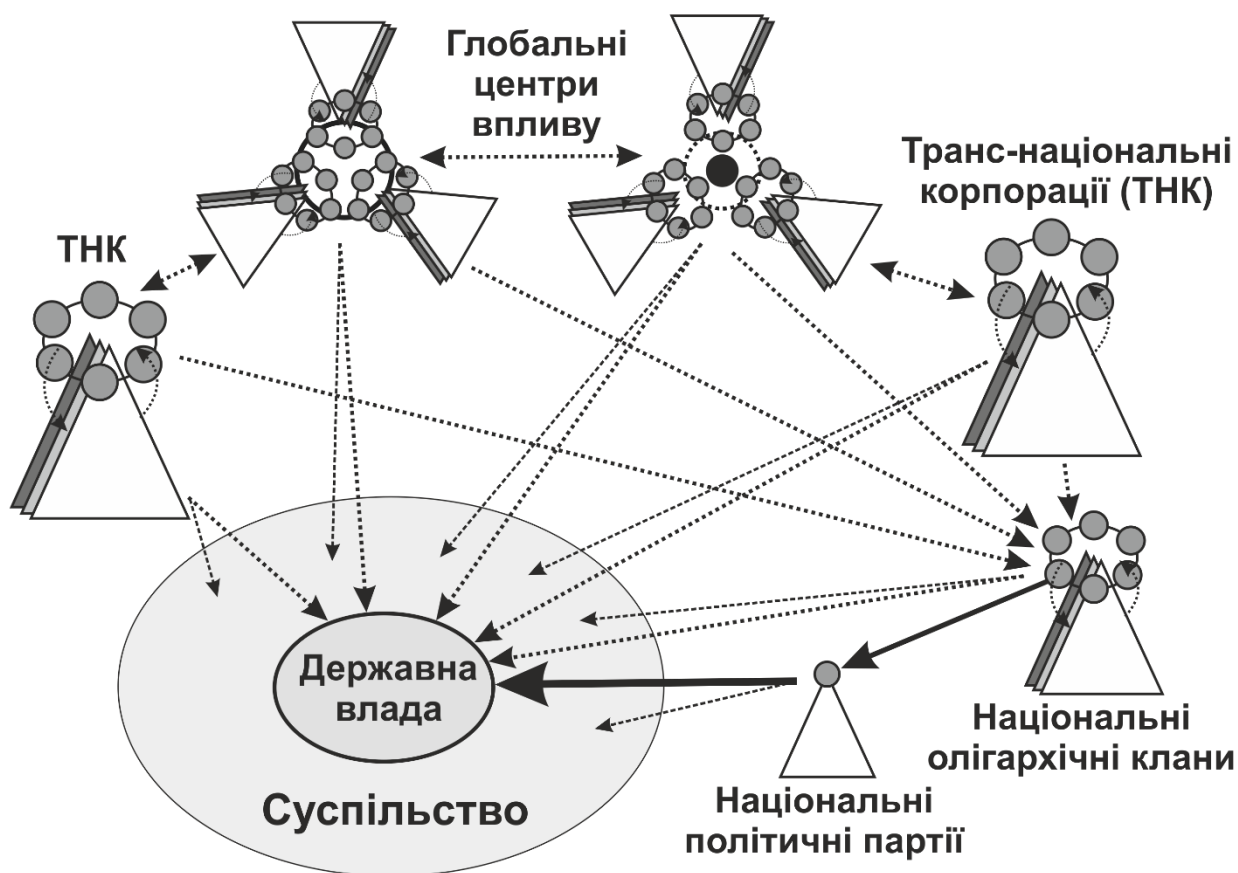 Глобальні
центри
впливу
Транс-національні
корпорації (ТНК)
ТНК
Державна
влада
Суспільство
Національні
олігархічні клани
Національні
політичні партії